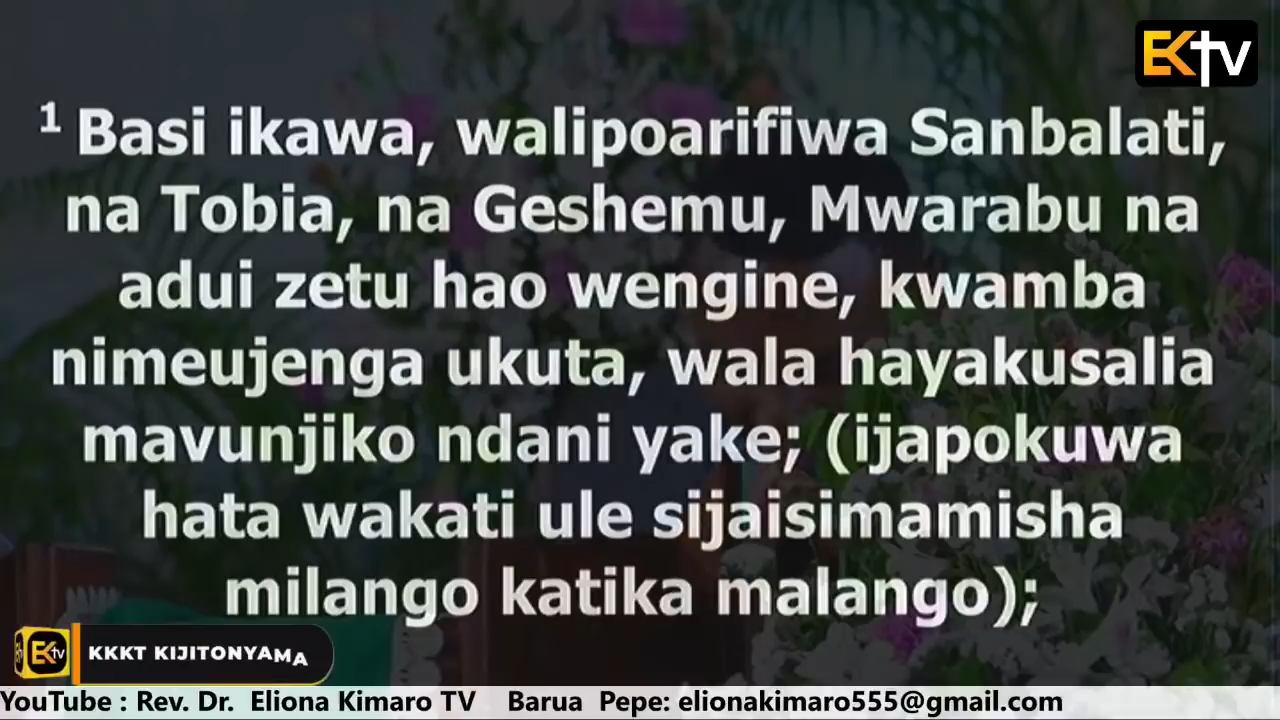 EKTV
1 Basi ikawa, walipoarifiwa Sanbalati,
na Tobia, na Geshemu, Mwarabu na
adui zetu hao wengine, kwamba
nimeujenga ukuta, wala hayakusalia
mavunjiko ndani yake; (ijapokuwa
hata wakati ule sijaisimamisha
milango katika malango);
EKTV KKKT KIJITONYAMA
YouTube : Rev. Dr. Eliona Kimaro TV Barua Pepe: elionakimaro555@gmail.com